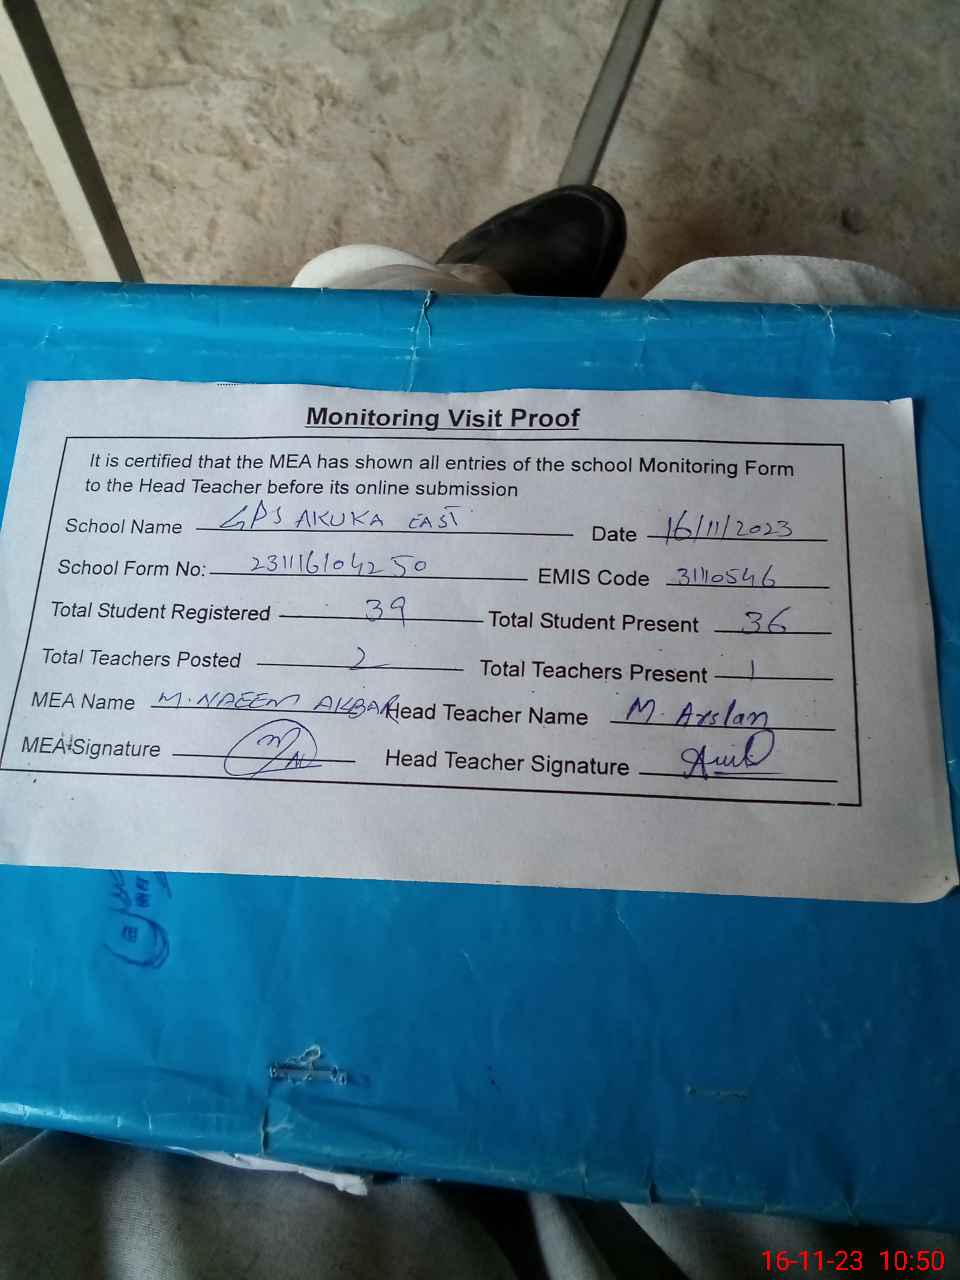 Monitoring Visit Proof
It is certified that the MEA has shown all entries of the school Monitoring Form
to the Head Teacher before its online submission
School Name GPS AKUKA EAST Date 16/11/2023
School Form No: 231116104250 EMIS Code 31110546
Total Student Registered 39 Total Student Present 36
Total Teachers Posted 2 Total Teachers Present 1
MEA Name M. NAEEM AKBAR Head Teacher Name M. Arslan
MEA Signature Head Teacher Signature
16-11-23 10:50